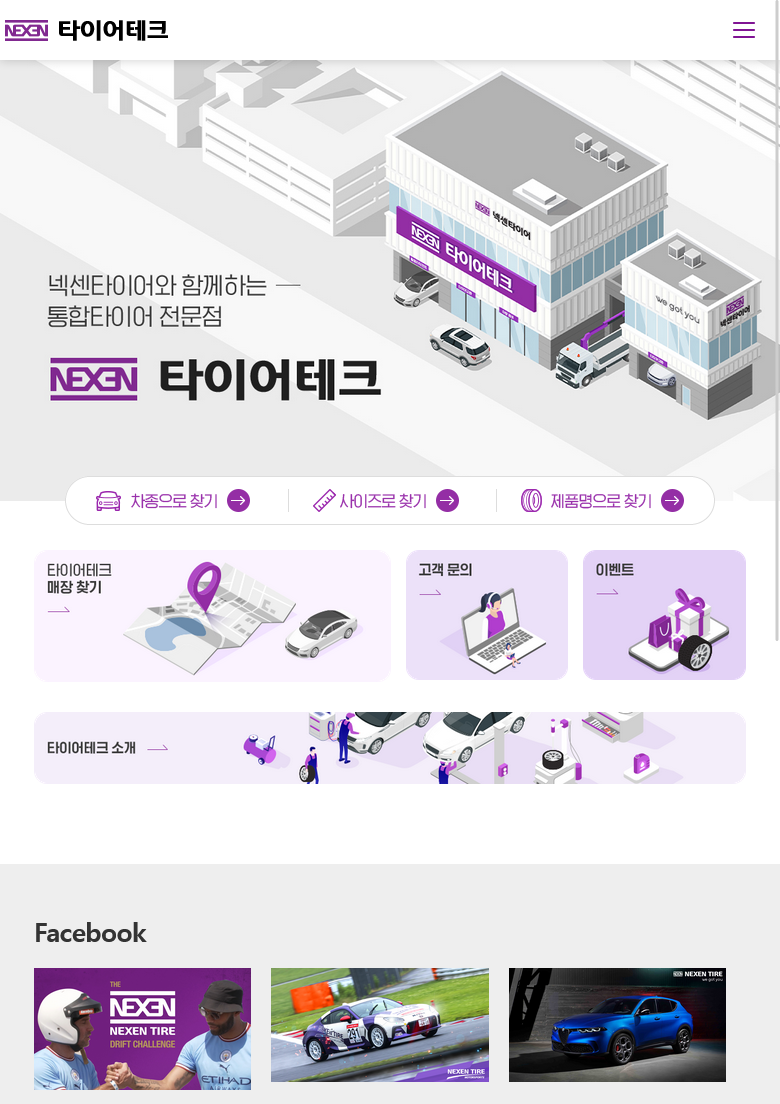 NEXEN 타이어테크
NEXEN 넥센타이어
NEXEN 타이어테크
we got you
NEXEN
넥센타이어
넥센타이어와 함께하는
통합타이어 전문점
NEXEN 타이어테크
차종으로 찾기
사이즈로 찾기
제품명으로 찾기
타이어테크
매장 찾기
고객 문의
이벤트
타이어테크 소개
Facebook
THE
NEXEN
NEXEN TIRE
DRIFT CHALLENGE
ETIHAD
291
NEXEN TIRE
MOTORSPORTS
NEXEN TIRE
we got you